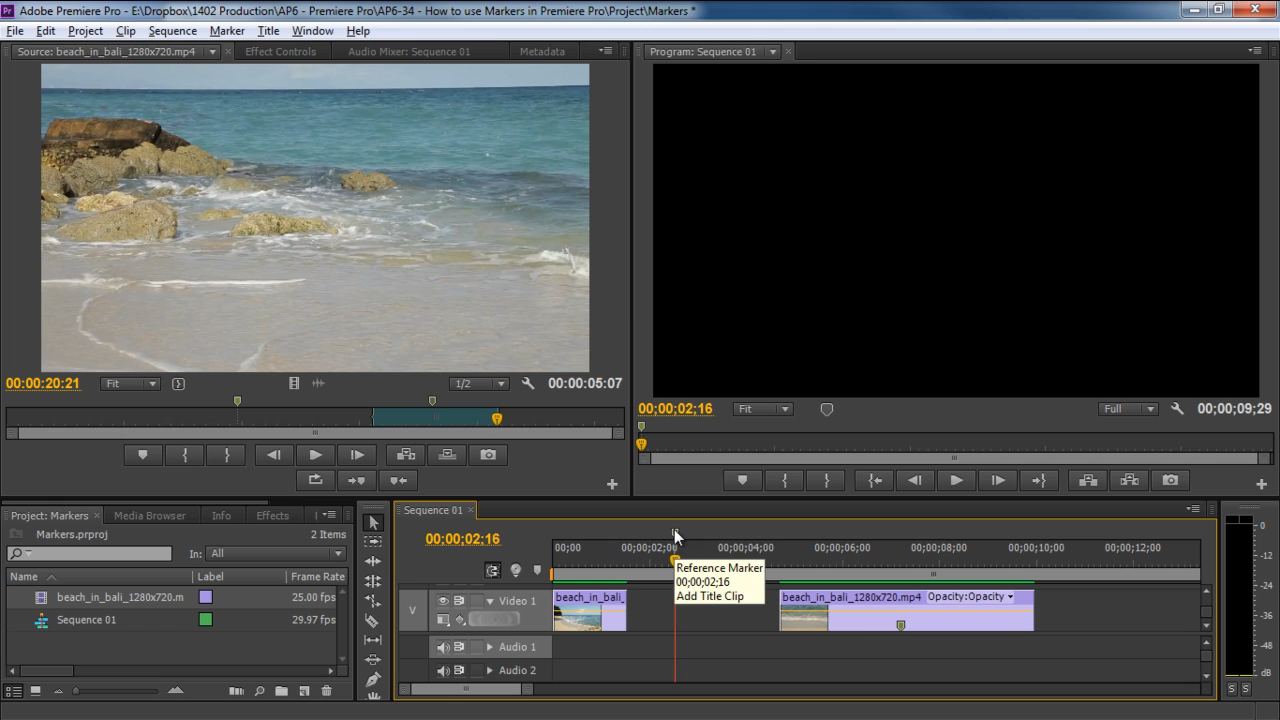 Adobe Premiere Pro - E:\Dropbox\1402 Production\AP6 - Premiere Pro\AP6-34 - How to use Markers in Premiere Pro\Project\Markers *
File Edit Project Clip Sequence Marker Title Window Help
Source: beach_in_bali_1280x720.mp4 Effect Controls Audio Mixer: Sequence 01 Metadata
Program: Sequence 01
00:00:20:21 Fit 1/2 00:00:05:07
00;00;02;16 Fit Full 00;00;09;29
Project: Markers Media Browser Info Effects
Markers.prproj 2 Items
In: All
Name Label Frame Rate
beach_in_bali_1280x720.m 25.00 fps
Sequence 01 29.97 fps
Sequence 01
00;00;02;16
00;00 00;00;02;00 00;00;04;00 00;00;06;00 00;00;08;00 00;00;10;00 00;00;12;00
Reference Marker
00;00;02;16
Add Title Clip
V Video 1 beach_in_bali_ beach_in_bali_1280x720.mp4 Opacity:Opacity
Audio 1
Audio 2
0
-12
-24
-36
-48
dB
S S